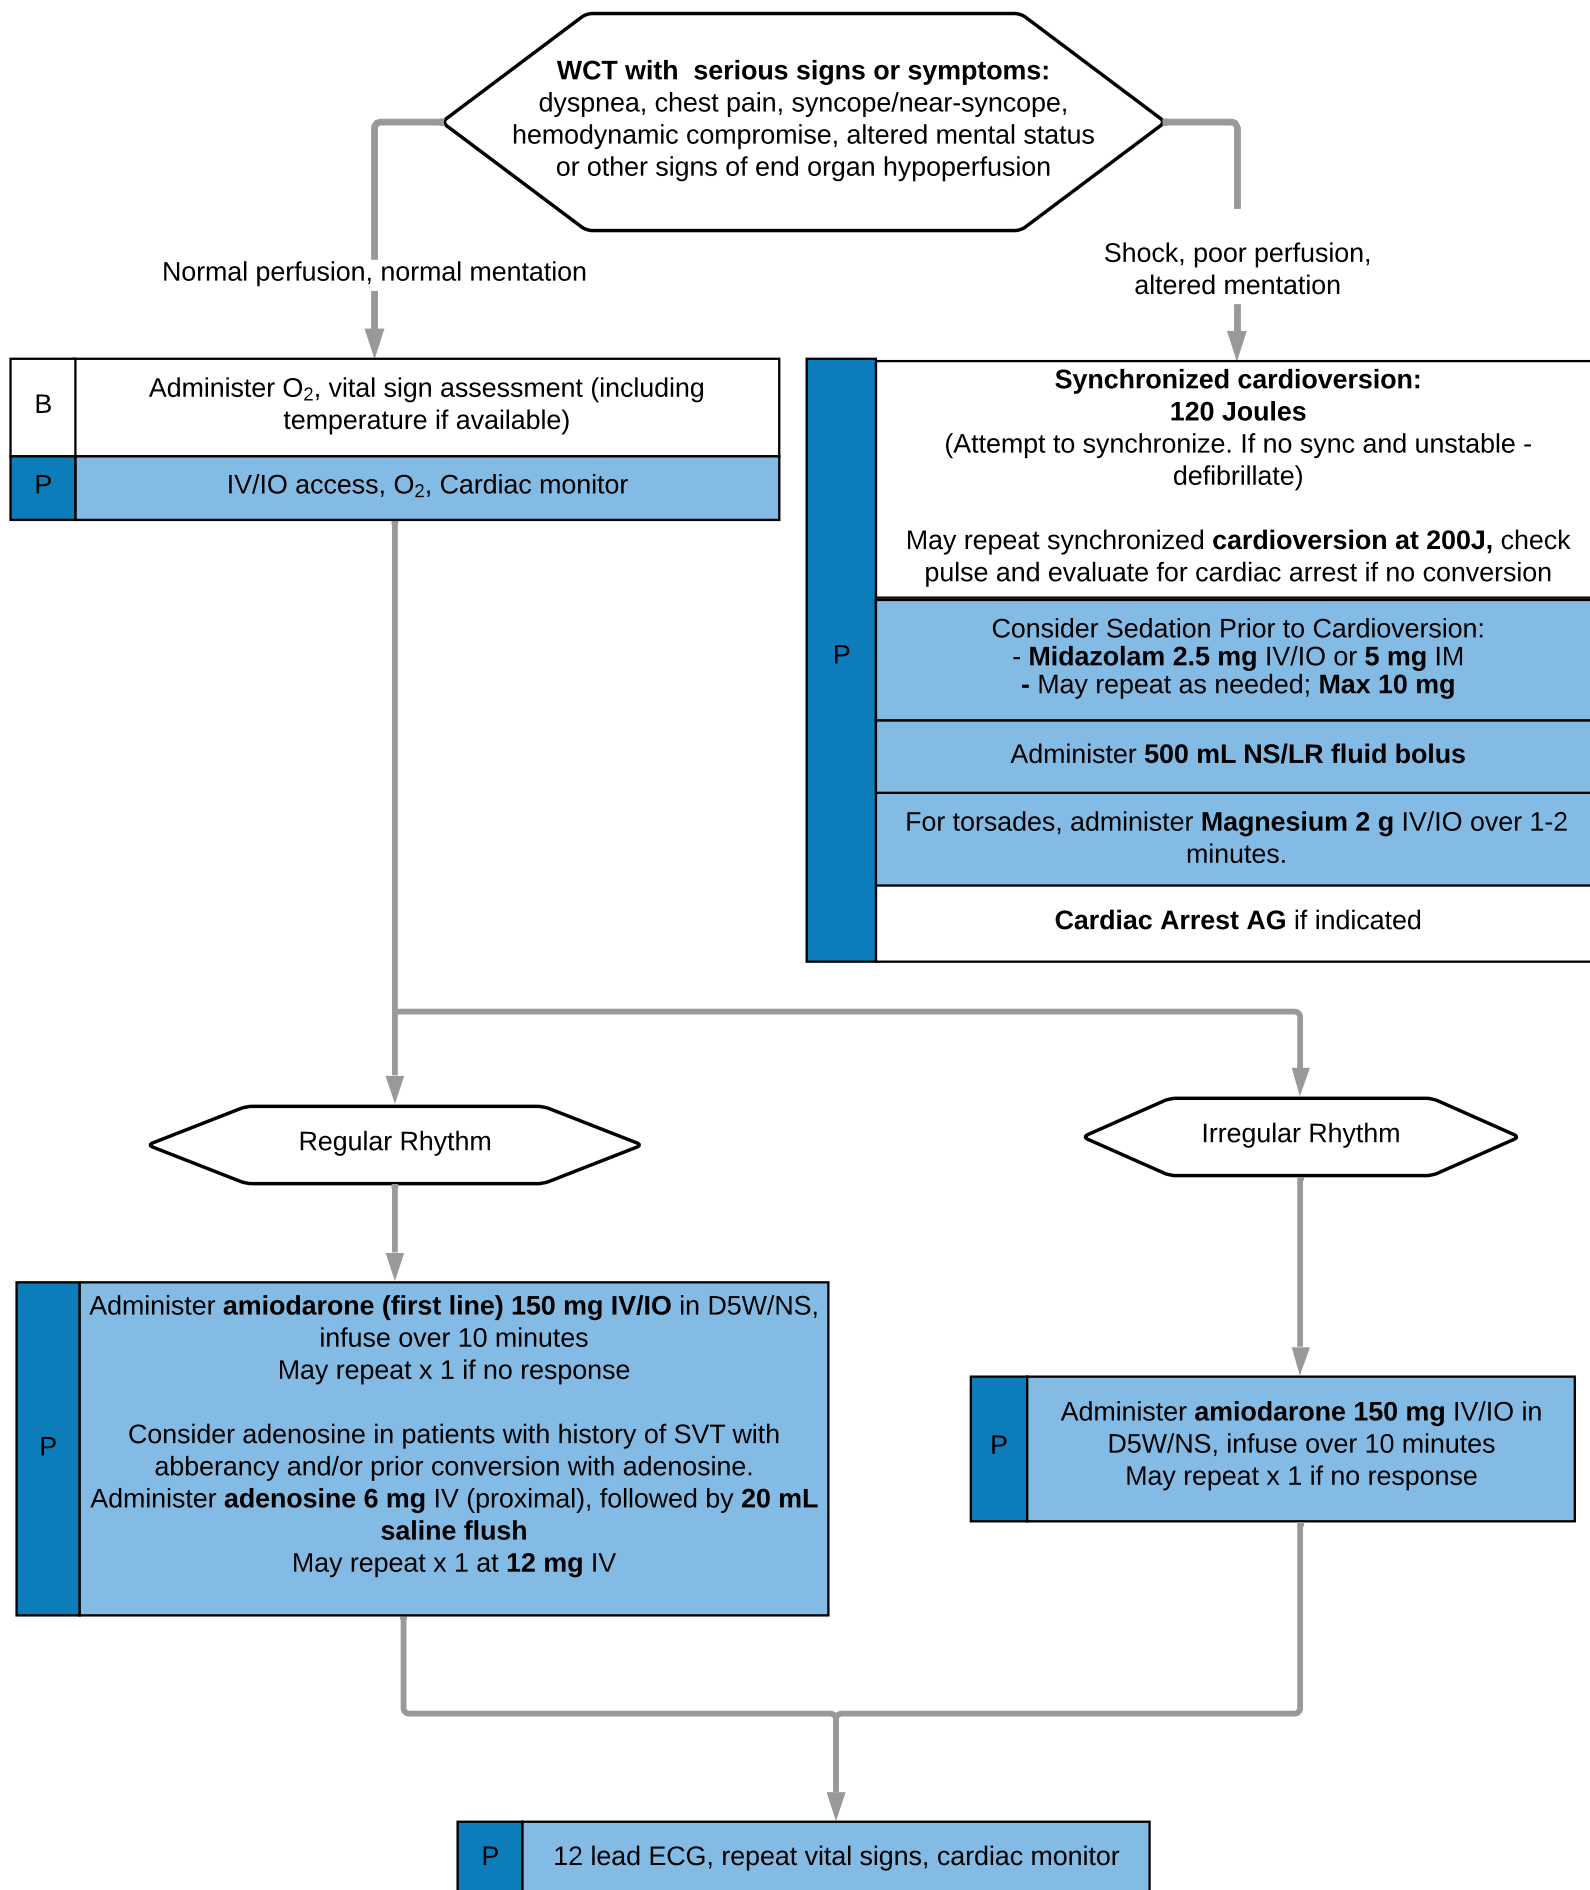 WCT with  serious signs or symptoms:
dyspnea, chest pain, syncope/near-syncope,
hemodynamic compromise, altered mental status
or other signs of end organ hypoperfusion
Normal perfusion, normal mentation
Shock, poor perfusion,
altered mentation
B
Administer O₂, vital sign assessment (including
temperature if available)
P
IV/IO access, O₂, Cardiac monitor
P
Synchronized cardioversion:
120 Joules
(Attempt to synchronize. If no sync and unstable -
defibrillate)
May repeat synchronized cardioversion at 200J, check
pulse and evaluate for cardiac arrest if no conversion
Consider Sedation Prior to Cardioversion:
- Midazolam 2.5 mg IV/IO or 5 mg IM
- May repeat as needed; Max 10 mg
Administer 500 mL NS/LR fluid bolus
For torsades, administer Magnesium 2 g IV/IO over 1-2
minutes.
Cardiac Arrest AG if indicated
Regular Rhythm
Irregular Rhythm
P
Administer amiodarone (first line) 150 mg IV/IO in D5W/NS,
infuse over 10 minutes
May repeat x 1 if no response
Consider adenosine in patients with history of SVT with
abberancy and/or prior conversion with adenosine.
Administer adenosine 6 mg IV (proximal), followed by 20 mL
saline flush
May repeat x 1 at 12 mg IV
P
Administer amiodarone 150 mg IV/IO in
D5W/NS, infuse over 10 minutes
May repeat x 1 if no response
P
12 lead ECG, repeat vital signs, cardiac monitor